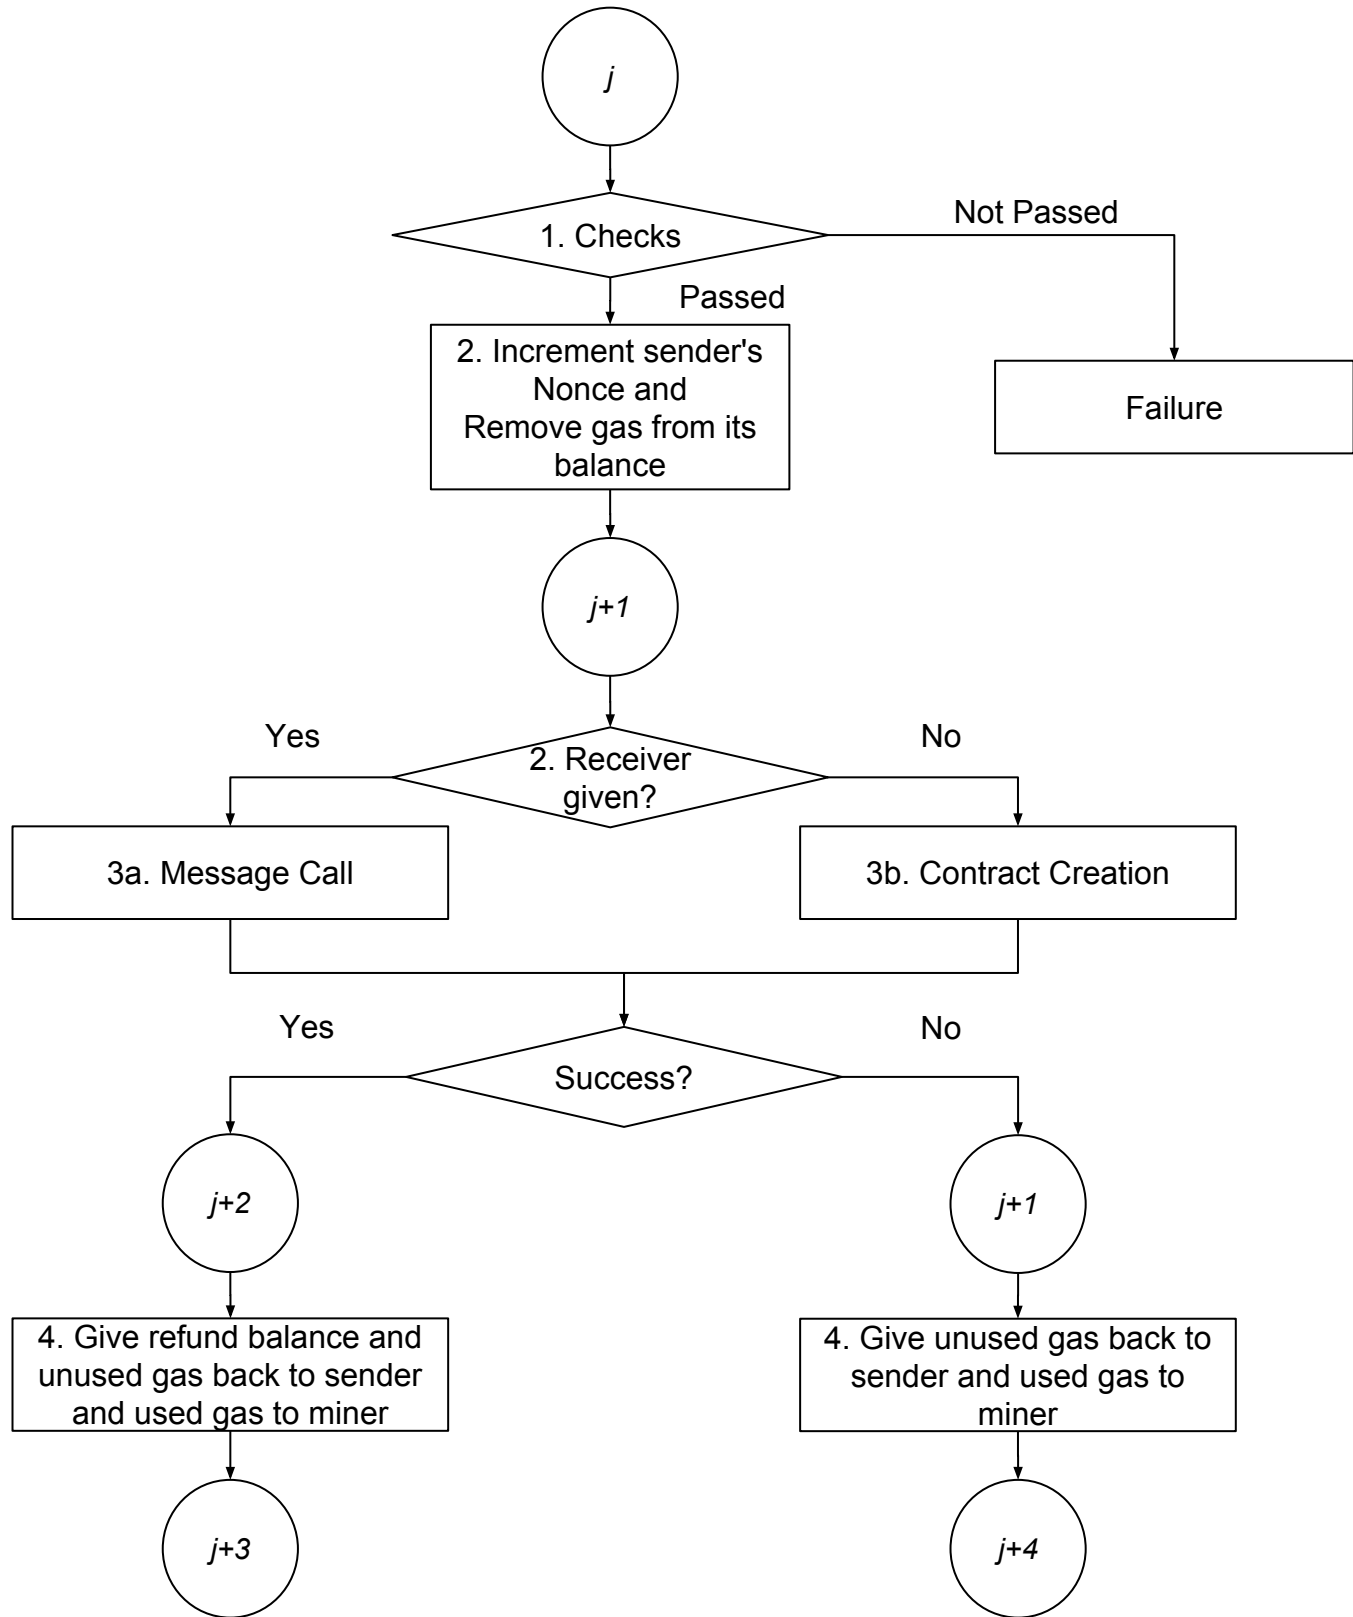 j
1. Checks
Not Passed
Passed
2. Increment sender's
Nonce and
Remove gas from its
balance
Failure
j+1
Yes
No
2. Receiver
given?
3a. Message Call
3b. Contract Creation
Yes
No
Success?
j+2
j+1
4. Give refund balance and
unused gas back to sender
and used gas to miner
4. Give unused gas back to
sender and used gas to
miner
j+3
j+4